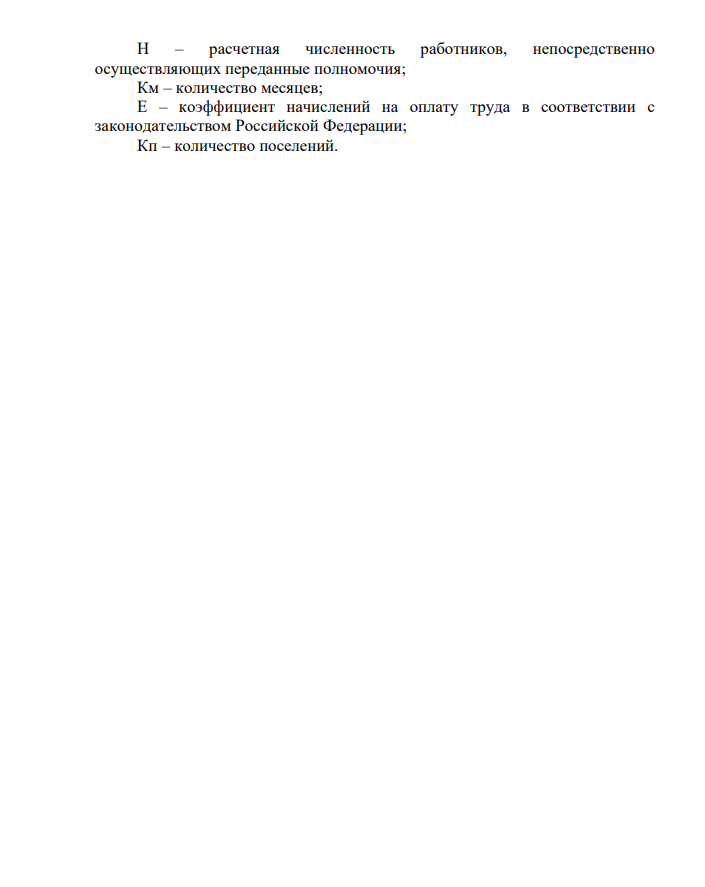 Н – расчетная численность работников, непосредственно
осуществляющих переданные полномочия;
Км – количество месяцев;
Е – коэффициент начислений на оплату труда в соответствии с
законодательством Российской Федерации;
Кп – количество поселений.